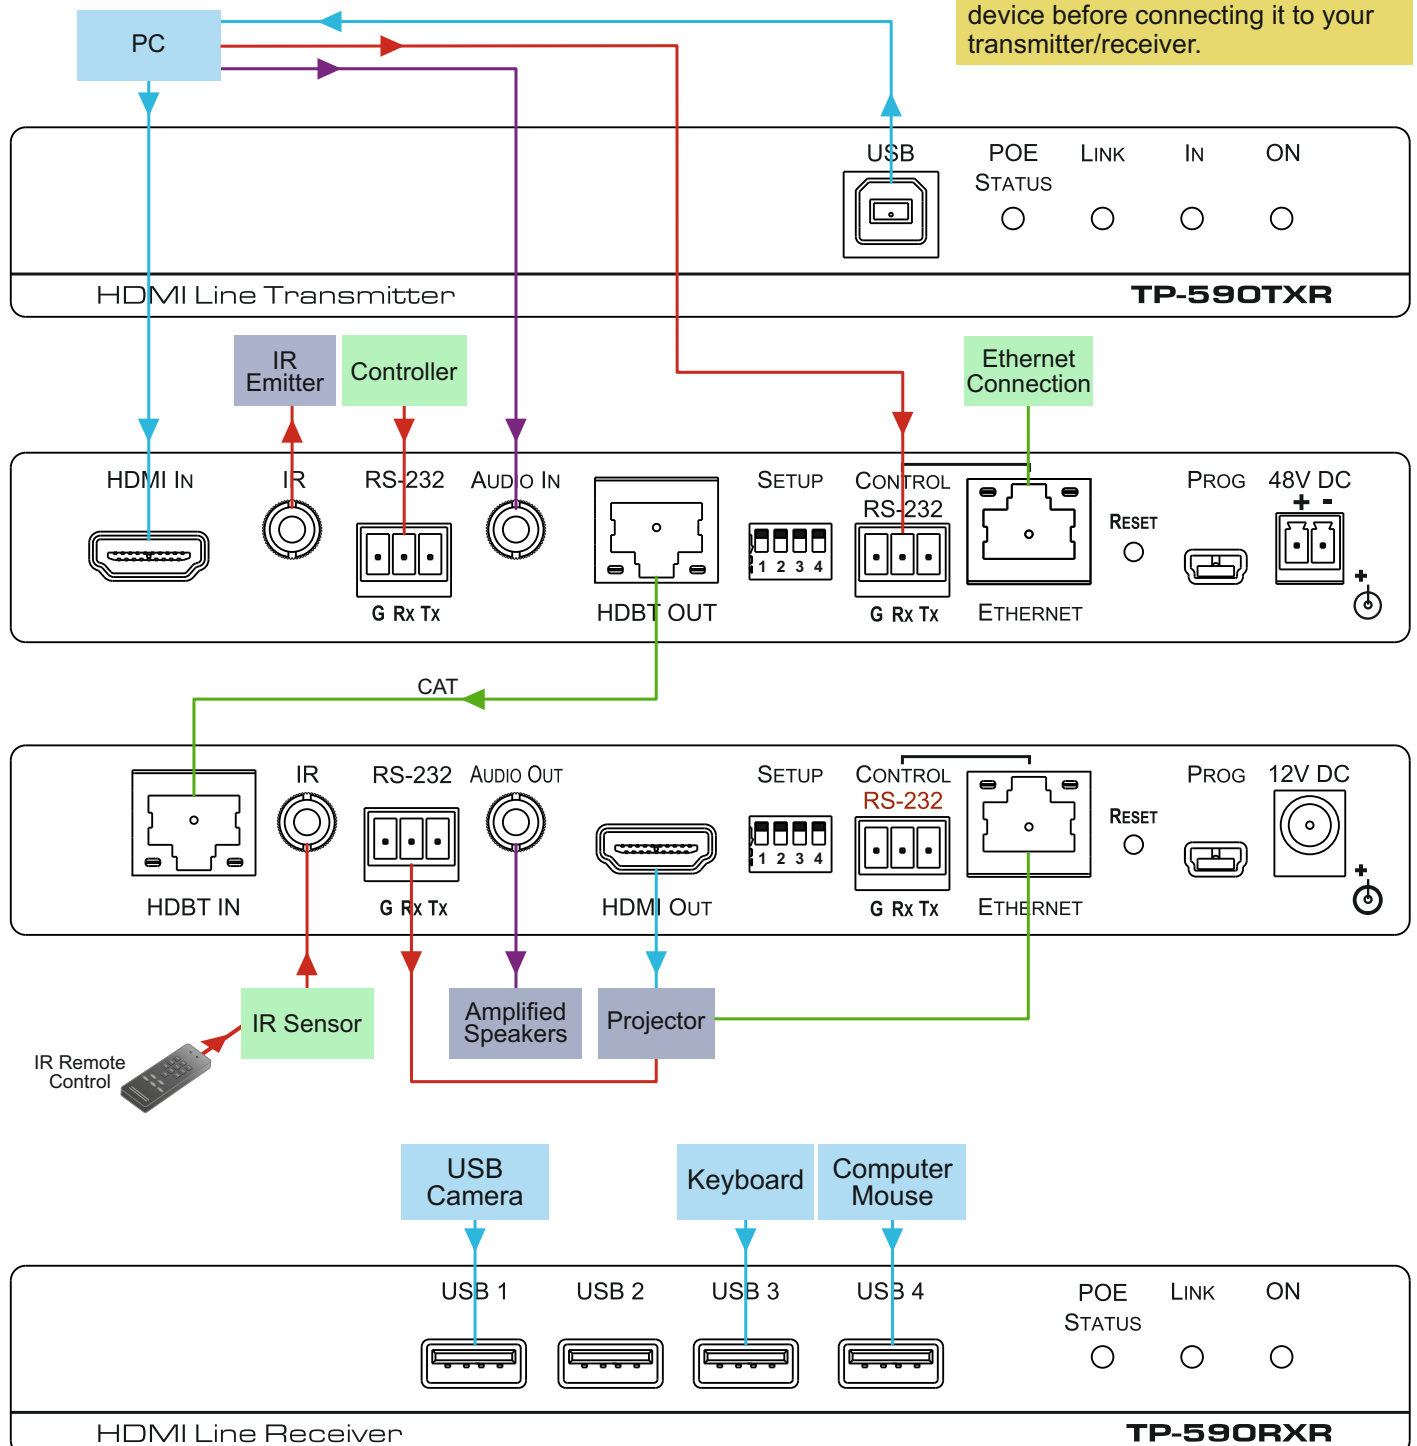 device before connecting it to your
transmitter/receiver.
PC
USB
POE
STATUS
LINK
IN
ON
HDMI Line Transmitter
TP-590TXR
IR
Emitter
Controller
Ethernet
Connection
HDMI IN
IR
RS-232
AUDIO IN
SETUP
CONTROL
RS-232
RESET
PROG
48V DC
+ -
1 2 3 4
G Rx Tx
HDBT OUT
G Rx Tx
ETHERNET
+
CAT
IR
RS-232
AUDIO OUT
SETUP
CONTROL
RS-232
RESET
PROG
12V DC
1 2 3 4
HDBT IN
G Rx Tx
HDMI OUT
G Rx Tx
ETHERNET
+
IR Sensor
Amplified
Speakers
Projector
IR Remote
Control
USB
Camera
Keyboard
Computer
Mouse
USB 1
USB 2
USB 3
USB 4
POE
STATUS
LINK
ON
HDMI Line Receiver
TP-590RXR